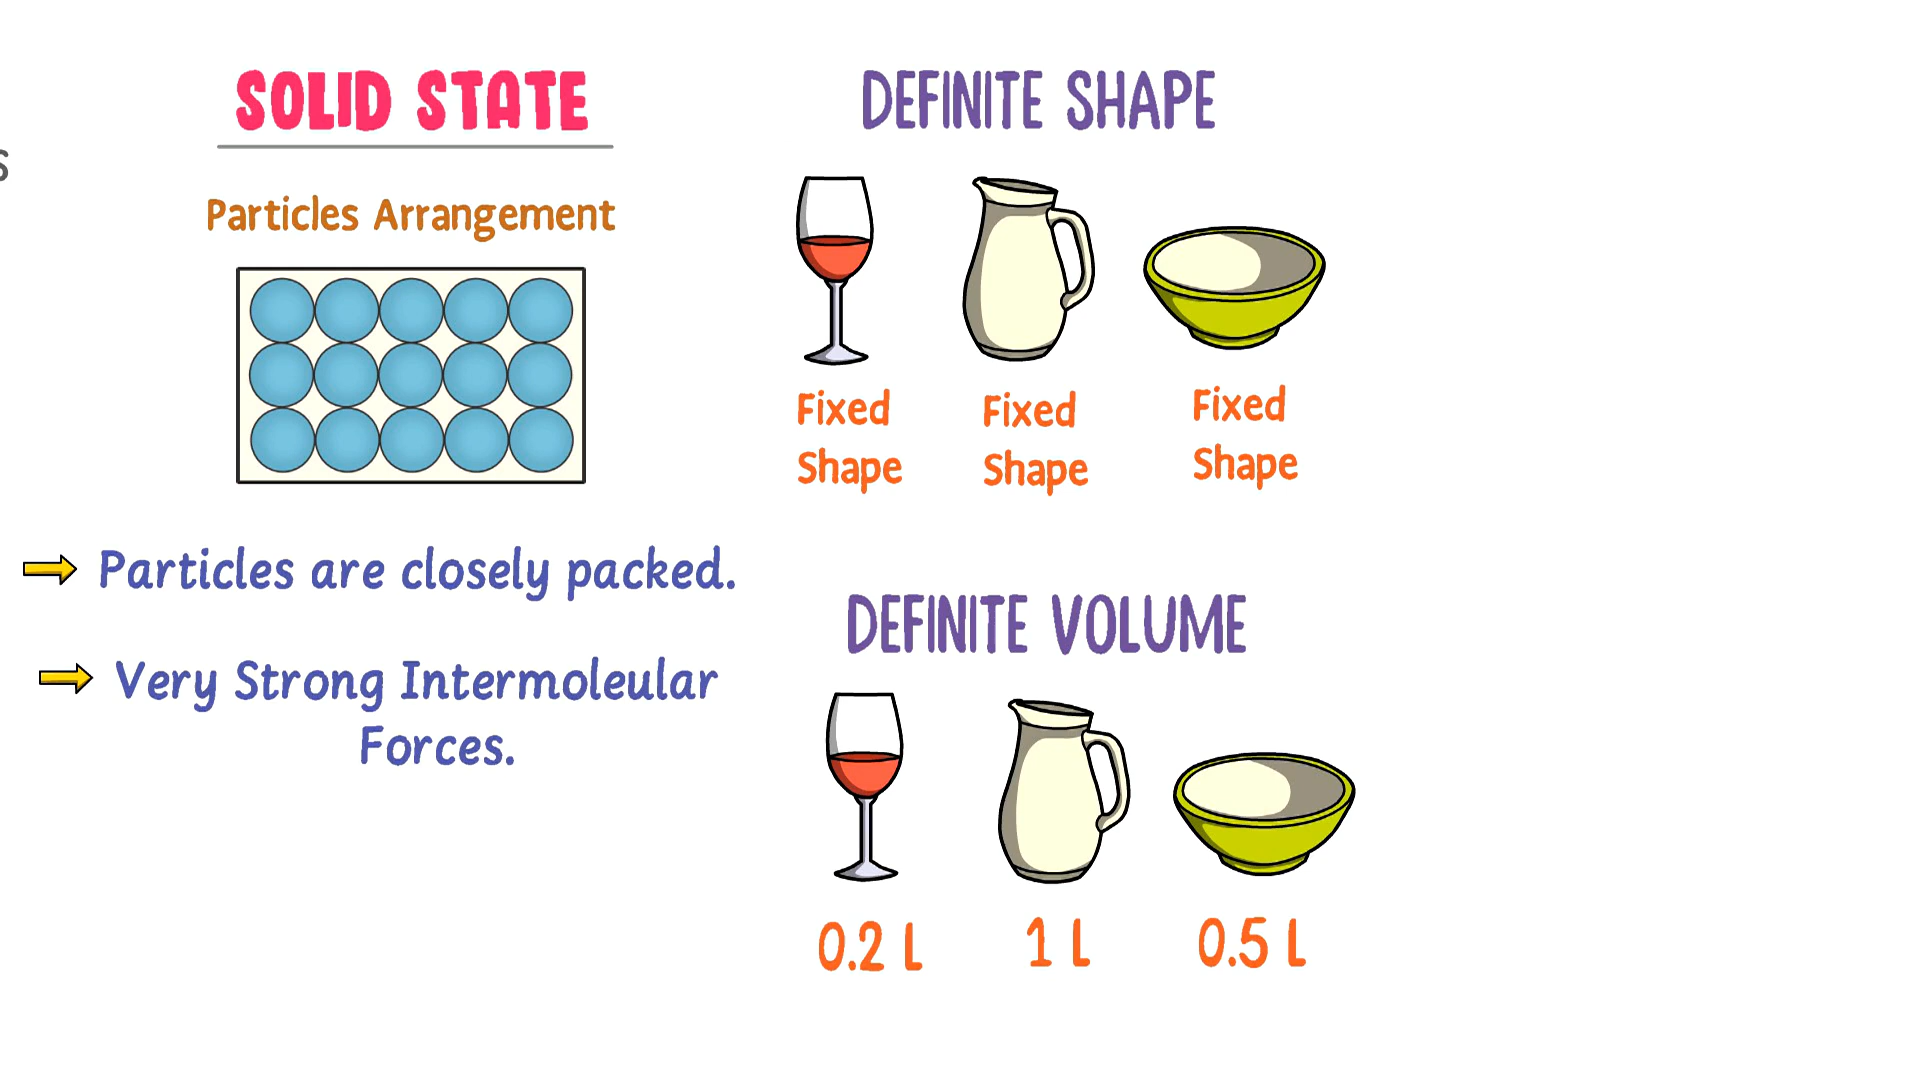 SOLID STATE
s
Particles Arrangement
Particles are closely packed.
Very Strong Intermoleular
Forces.
DEFINITE SHAPE
Fixed
Shape
Fixed
Shape
Fixed
Shape
DEFINITE VOLUME
0.2 L
1 L
0.5 L